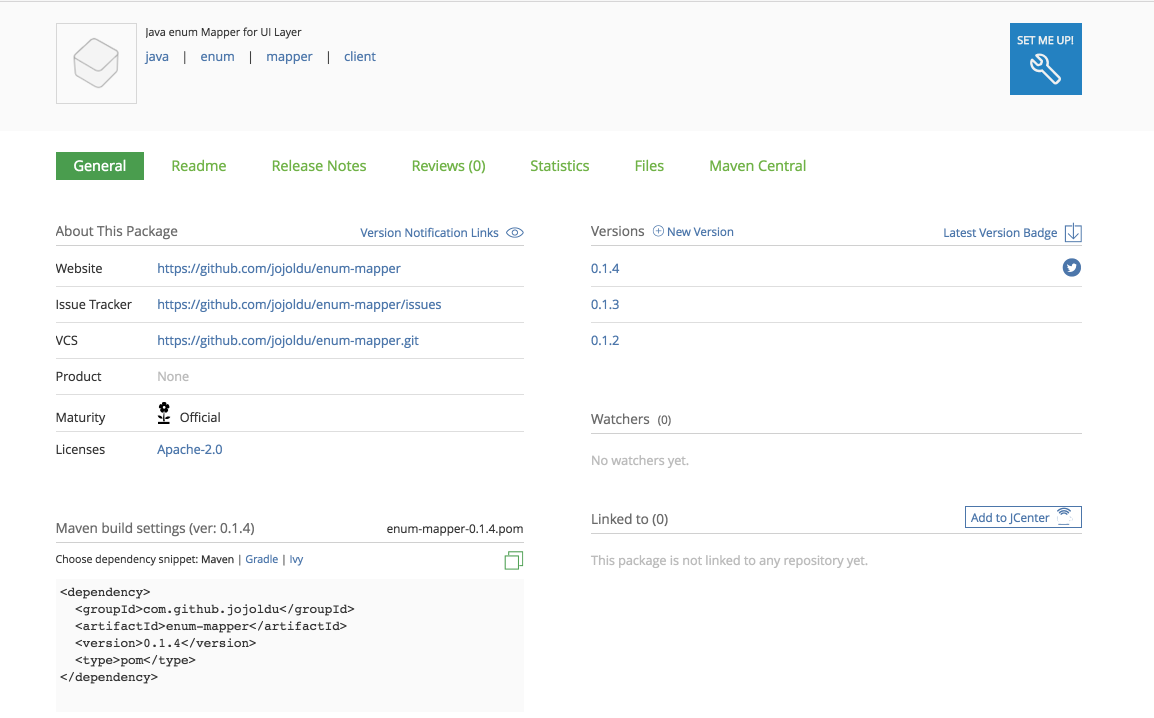 Java enum Mapper for UI Layer
java | enum | mapper | client
SET ME UP!
General Readme Release Notes Reviews (0) Statistics Files Maven Central
About This Package Version Notification Links
Website https://github.com/jojoldu/enum-mapper
Issue Tracker https://github.com/jojoldu/enum-mapper/issues
VCS https://github.com/jojoldu/enum-mapper.git
Product None
Maturity Official
Licenses Apache-2.0
Maven build settings (ver: 0.1.4) enum-mapper-0.1.4.pom
Choose dependency snippet: Maven | Gradle | Ivy
<dependency>
  <groupId>com.github.jojoldu</groupId>
  <artifactId>enum-mapper</artifactId>
  <version>0.1.4</version>
  <type>pom</type>
</dependency>
Versions New Version Latest Version Badge
0.1.4
0.1.3
0.1.2
Watchers (0)
No watchers yet.
Linked to (0) Add to JCenter
This package is not linked to any repository yet.